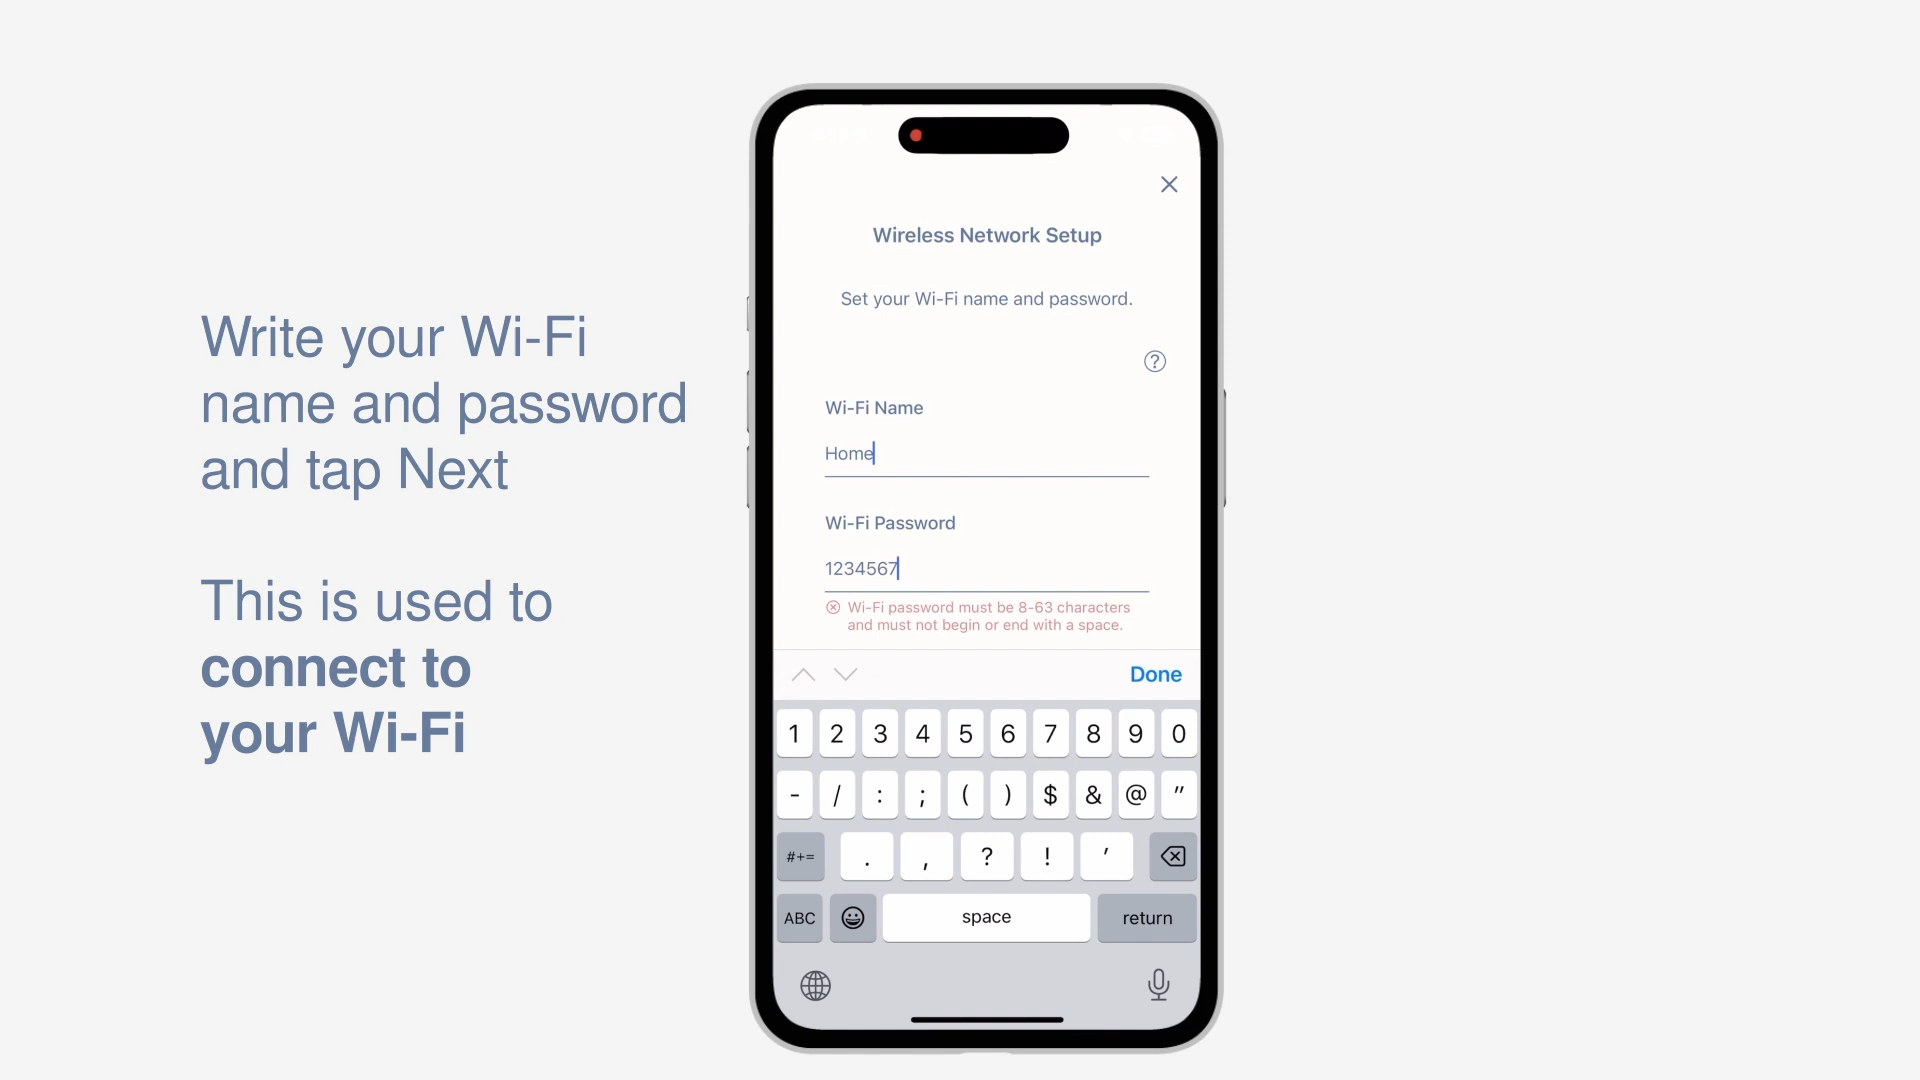 Write your Wi-Fi
name and password
and tap Next
This is used to
connect to
your Wi-Fi
Wireless Network Setup
Set your Wi-Fi name and password.
?
Wi-Fi Name
Home
Wi-Fi Password
1234567
Wi-Fi password must be 8-63 characters
and must not begin or end with a space.
Done
1 2 3 4 5 6 7 8 9 0
- / : ; ( ) $ & @ "
#+= . , ? ! '
ABC space return